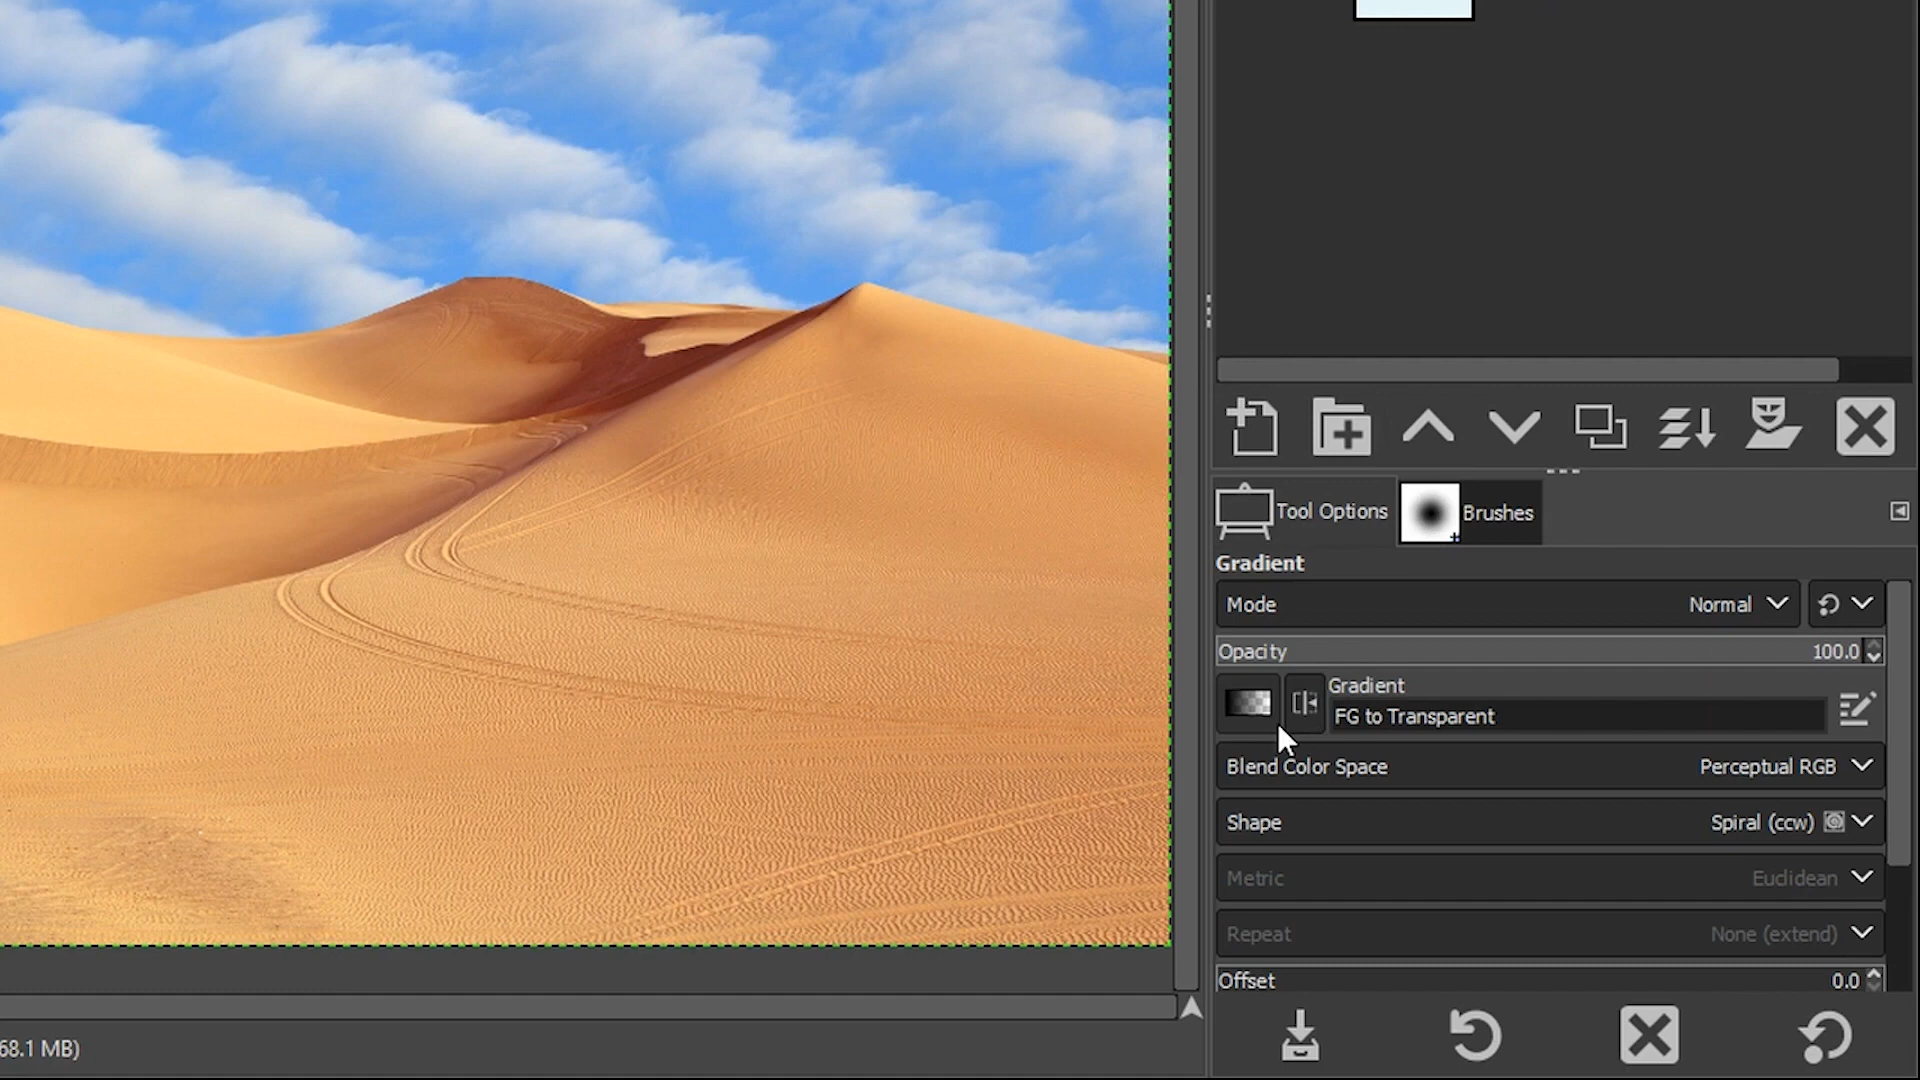 Tool Options
Brushes
Gradient
Mode Normal
Opacity 100.0
Gradient
FG to Transparent
Blend Color Space Perceptual RGB
Shape Spiral (ccw)
Metric Euclidean
Repeat None (extend)
Offset 0.0
68.1 MB)